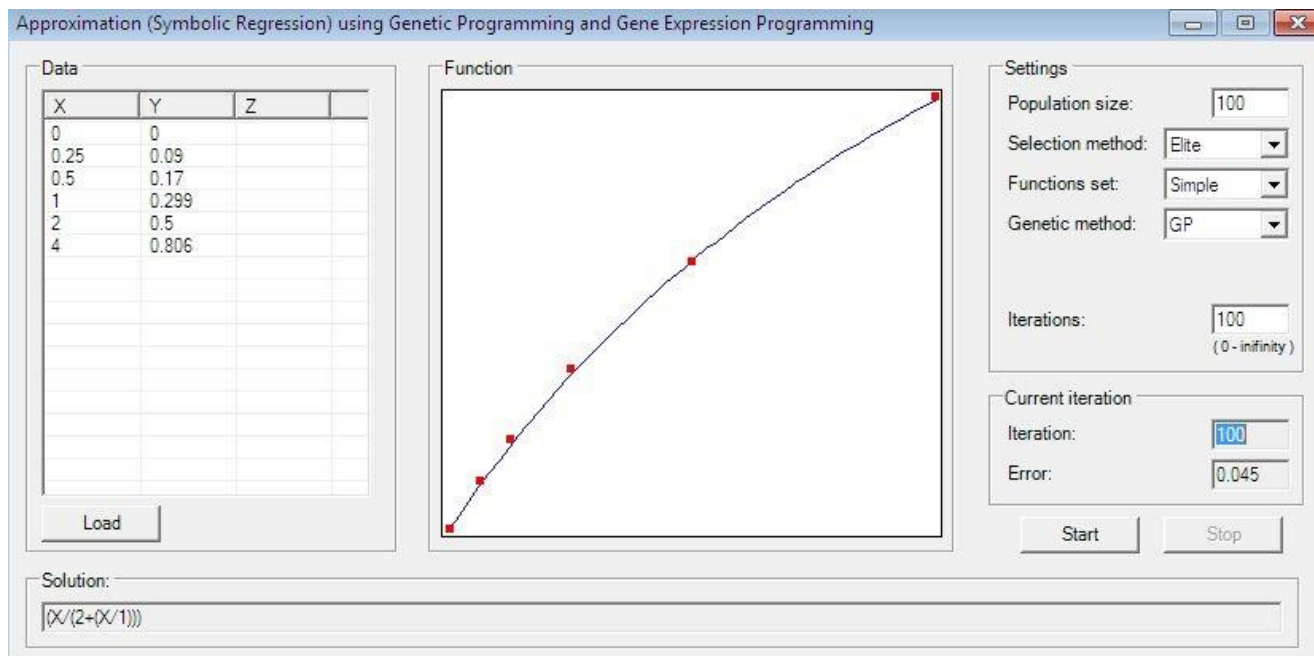 Approximation (Symbolic Regression) using Genetic Programming and Gene Expression Programming
Data
X Y Z
0 0
0.25 0.09
0.5 0.17
1 0.299
2 0.5
4 0.806
Load
Function
Settings
Population size: 100
Selection method: Elite
Functions set: Simple
Genetic method: GP
Iterations: 100
( 0 - inifinity )
Current iteration
Iteration: 100
Error: 0.045
Start Stop
Solution:
(X/(2+(X/1)))